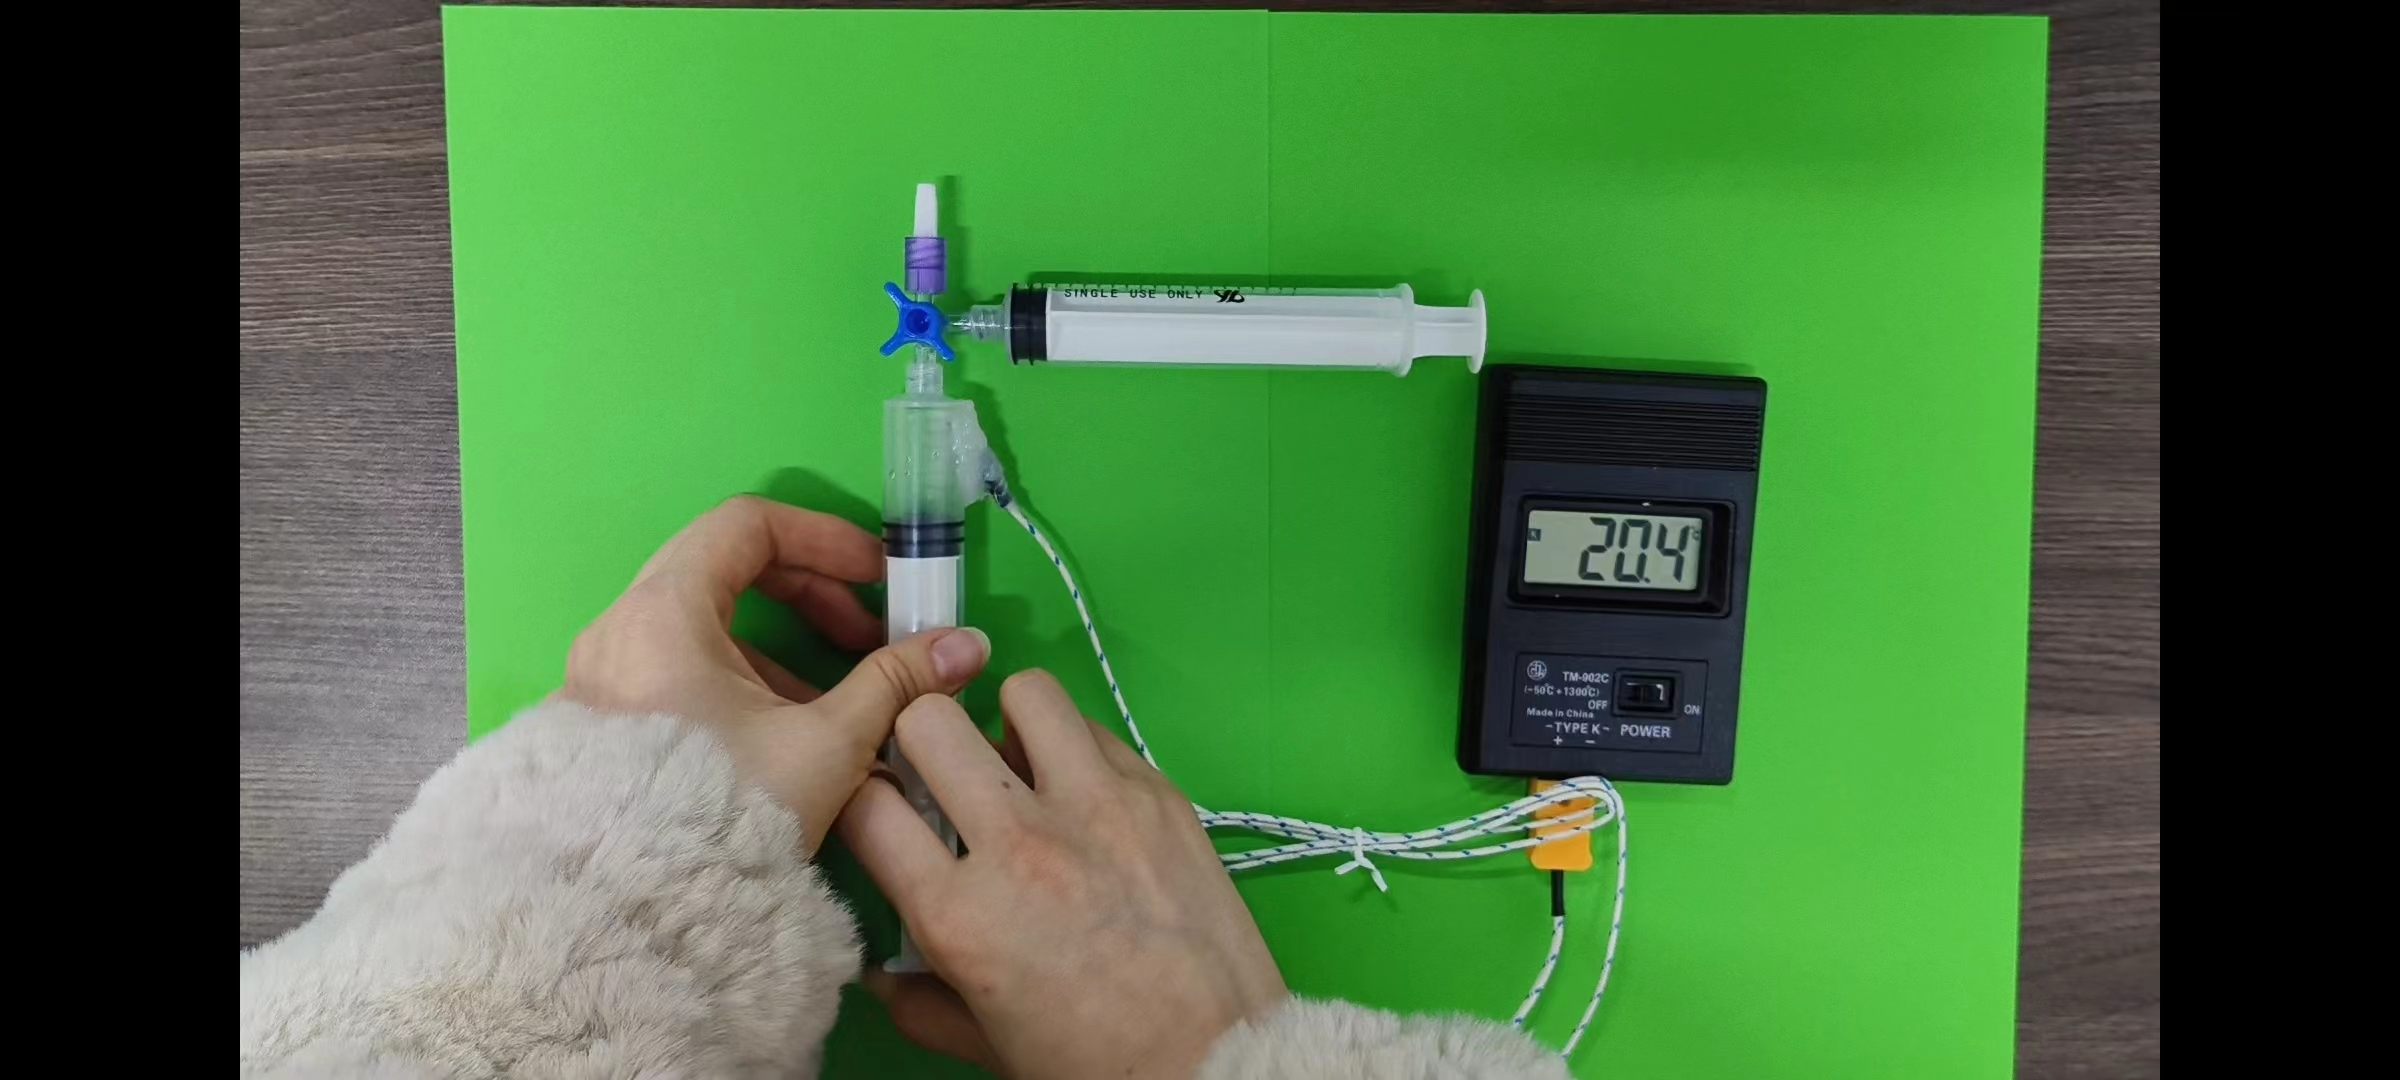 SINGLE USE ONLY
20.4 °C
TM-902C
(-50℃+1300℃)
OFF
ON
Made in China
-TYPE K-
POWER
+ −